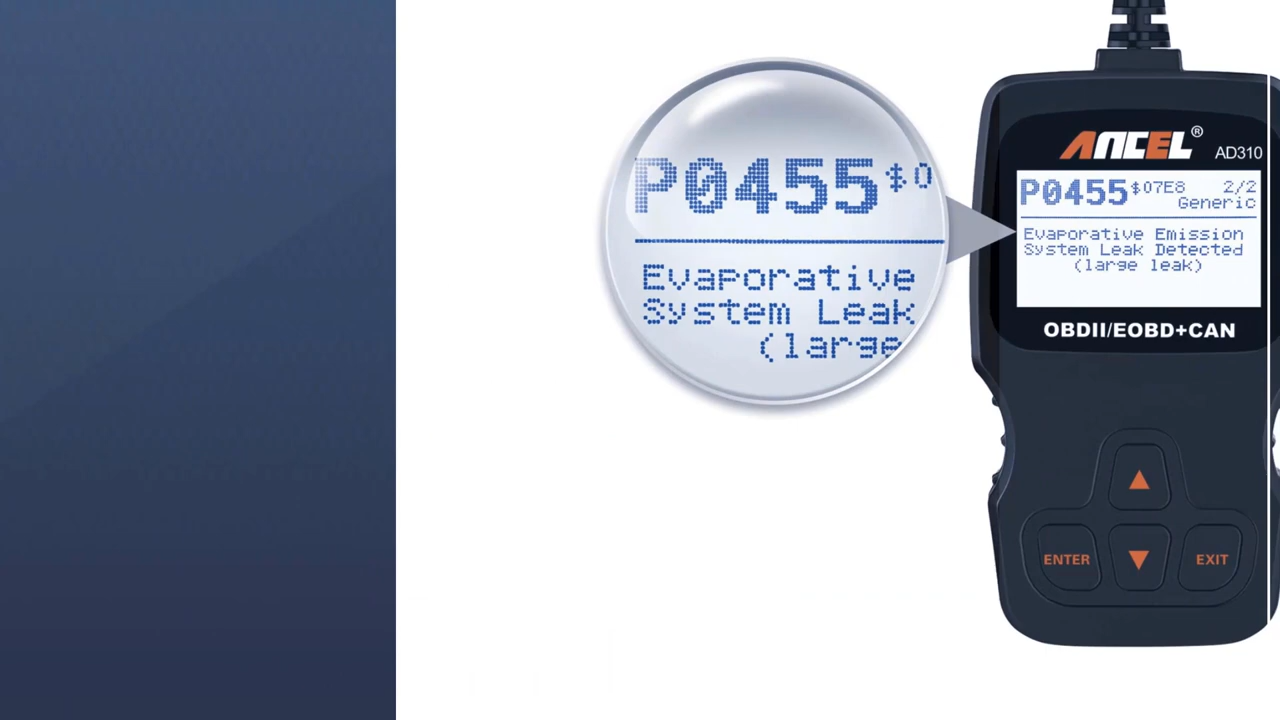 P0455$0
Evaporative
System Leak
(large
ANCEL®
AD310
P0455$07E8 2/2
Generic
Evaporative Emission
System Leak Detected
(large leak)
OBDII/EOBD+CAN
ENTER
EXIT